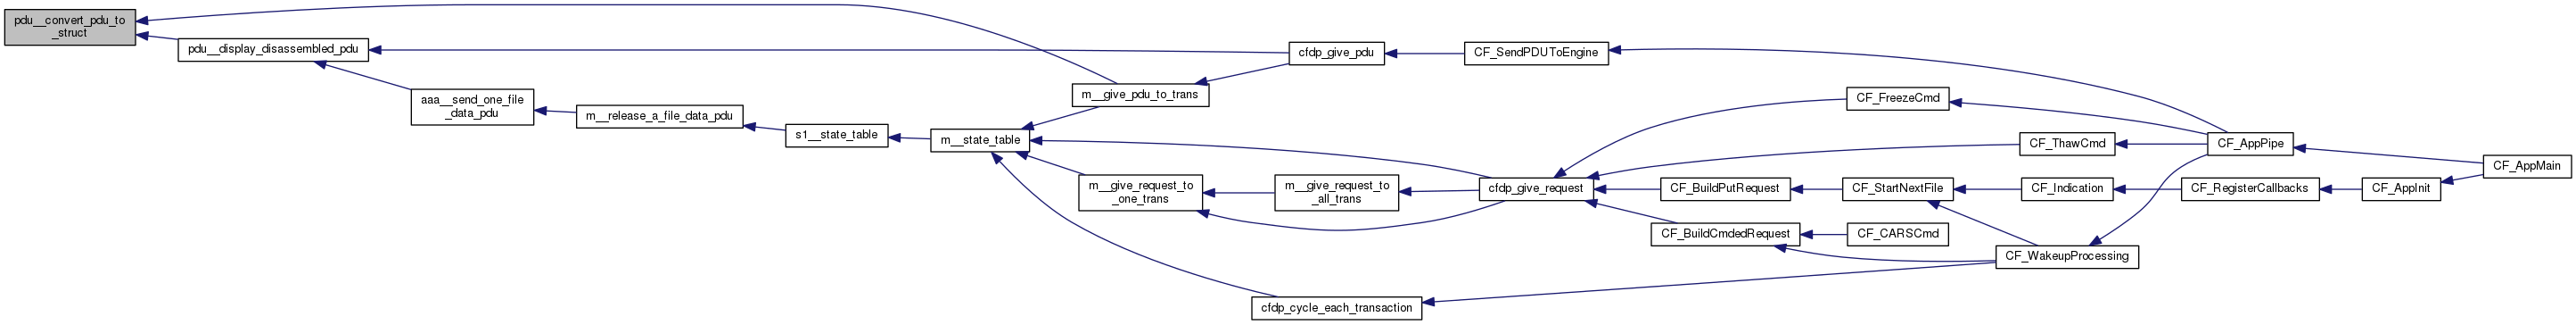 pdu__convert_pdu_to
_struct
pdu__display_disassembled_pdu
aaa__send_one_file
_data_pdu
m__release_a_file_data_pdu
s1__state_table
m__state_table
m__give_pdu_to_trans
cfdp_give_pdu
CF_SendPDUToEngine
m__give_request_to
_one_trans
m__give_request_to
_all_trans
cfdp_give_request
cfdp_cycle_each_transaction
CF_FreezeCmd
CF_ThawCmd
CF_BuildPutRequest
CF_StartNextFile
CF_Indication
CF_RegisterCallbacks
CF_AppInit
CF_BuildCmdedRequest
CF_CARSCmd
CF_WakeupProcessing
CF_AppPipe
CF_AppMain